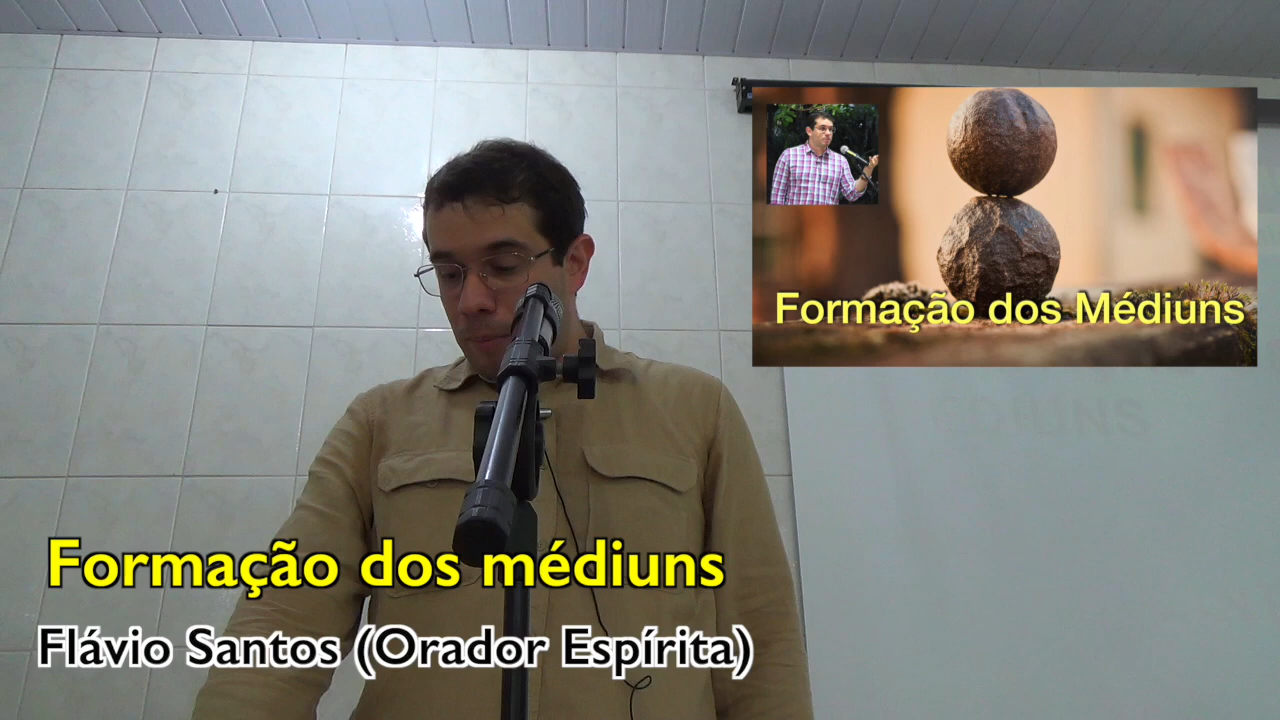 Formação dos Médiuns
Formação dos médiuns
Flávio Santos (Orador Espírita)